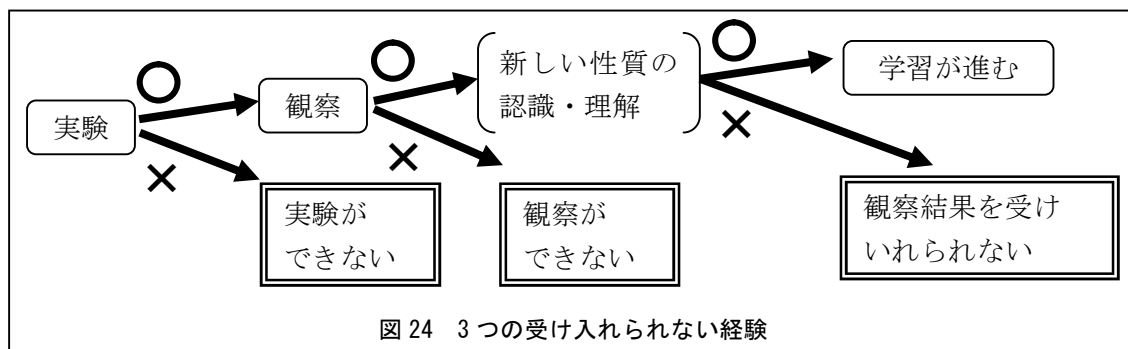 実験
観察
新しい性質の
認識・理解
学習が進む
実験が
できない
観察が
できない
観察結果を受け
いれられない
図 24 3 つの受け入れられない経験